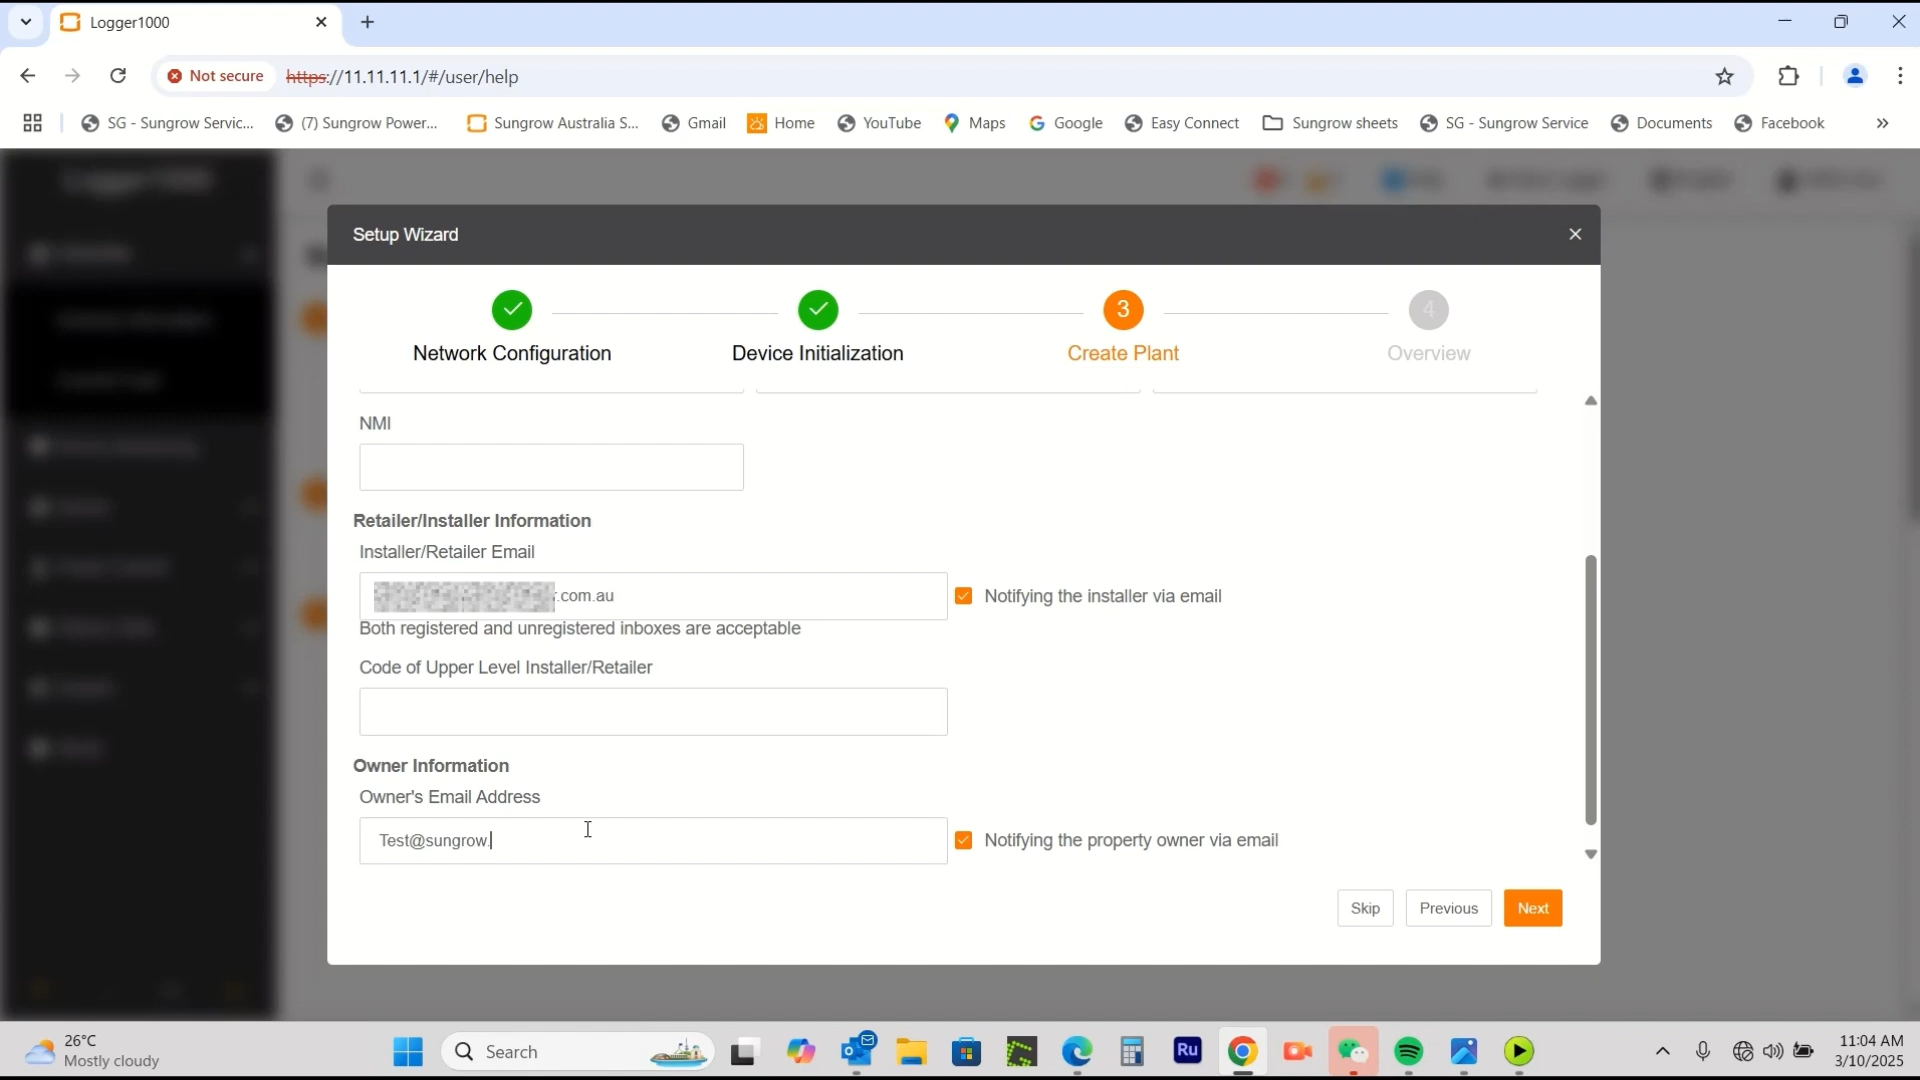 Logger1000
Not secure https://11.11.11.1/#/user/help
SG - Sungrow Servic... (7) Sungrow Power... Sungrow Australia S... Gmail Home YouTube Maps Google Easy Connect Sungrow sheets SG - Sungrow Service Documents Facebook
Logger1000
Setup Wizard
3 4
Network Configuration Device Initialization Create Plant Overview
NMI
Retailer/Installer Information
Installer/Retailer Email
.com.au Notifying the installer via email
Both registered and unregistered inboxes are acceptable
Code of Upper Level Installer/Retailer
Owner Information
Owner's Email Address
Test@sungrow. Notifying the property owner via email
Skip Previous Next
26°C
Mostly cloudy
Search
Ru
11:04 AM
3/10/2025